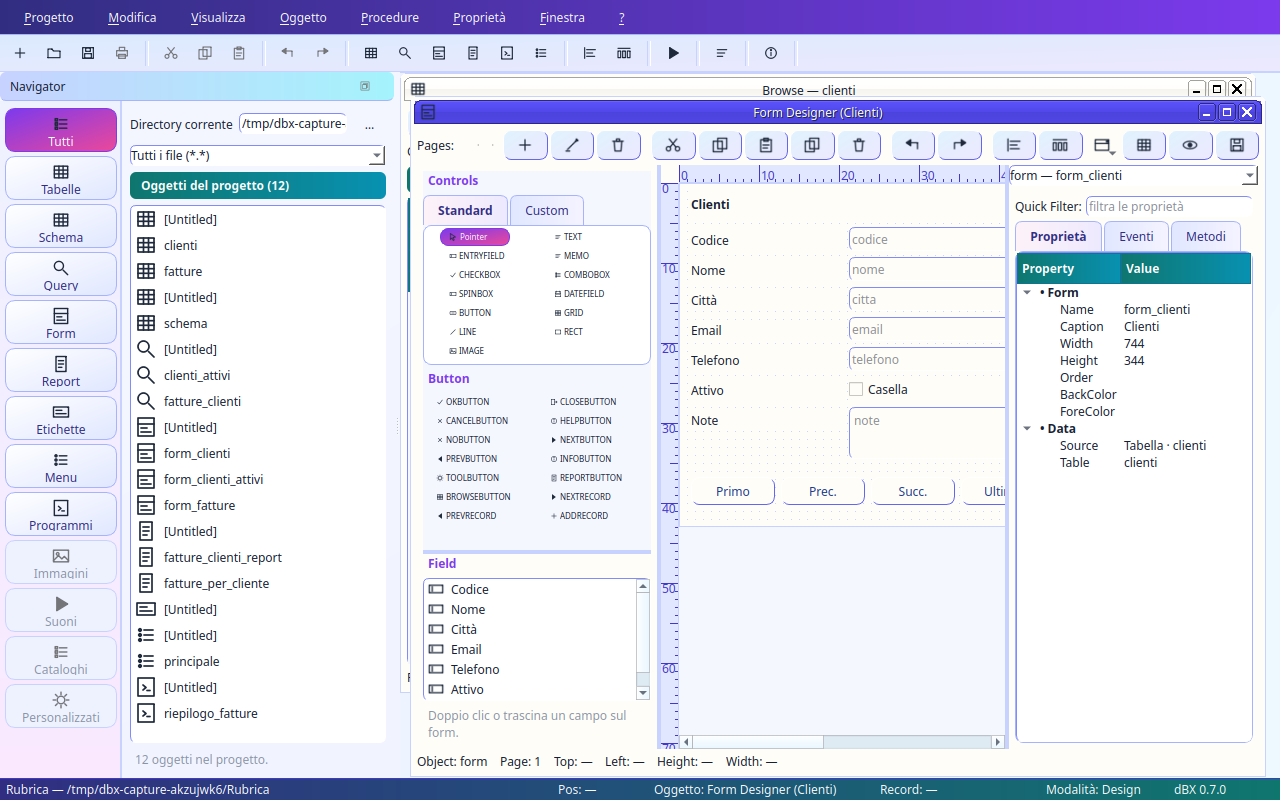 Progetto Modifica Visualizza Oggetto Procedure Proprietà Finestra ?
Navigator
Tutti
Tabelle
Schema
Query
Form
Report
Etichette
Menu
Programmi
Immagini
Suoni
Cataloghi
Personalizzati
Directory corrente /tmp/dbx-capture- ...
Tutti i file (*.*)
Oggetti del progetto (12)
[Untitled]
clienti
fatture
[Untitled]
schema
[Untitled]
clienti_attivi
fatture_clienti
[Untitled]
form_clienti
form_clienti_attivi
form_fatture
[Untitled]
fatture_clienti_report
fatture_per_cliente
[Untitled]
[Untitled]
principale
[Untitled]
riepilogo_fatture
12 oggetti nel progetto.
Browse — clienti
Form Designer (Clienti)
Pages:
Controls
Standard Custom
Pointer TEXT
ENTRYFIELD MEMO
CHECKBOX COMBOBOX
SPINBOX DATEFIELD
BUTTON GRID
LINE RECT
IMAGE
Button
OKBUTTON CLOSEBUTTON
CANCELBUTTON HELPBUTTON
NOBUTTON NEXTBUTTON
PREVBUTTON INFOBUTTON
TOOLBUTTON REPORTBUTTON
BROWSEBUTTON NEXTRECORD
PREVRECORD ADDRECORD
Field
Codice
Nome
Città
Email
Telefono
Attivo
Doppio clic o trascina un campo sul
form.
0 10 20 30 4
0
10
20
30
40
50
60
70
Clienti
Codice codice
Nome nome
Città citta
Email email
Telefono telefono
Attivo Casella
Note note
Primo Prec. Succ. Ulti
form — form_clienti
Quick Filter: filtra le proprietà
Proprietà Eventi Metodi
Property Value
• Form
Name form_clienti
Caption Clienti
Width 744
Height 344
Order
BackColor
ForeColor
• Data
Source Tabella · clienti
Table clienti
Object: form Page: 1 Top: — Left: — Height: — Width: —
Rubrica — /tmp/dbx-capture-akzujwk6/Rubrica Pos: — Oggetto: Form Designer (Clienti) Record: — Modalità: Design dBX 0.7.0